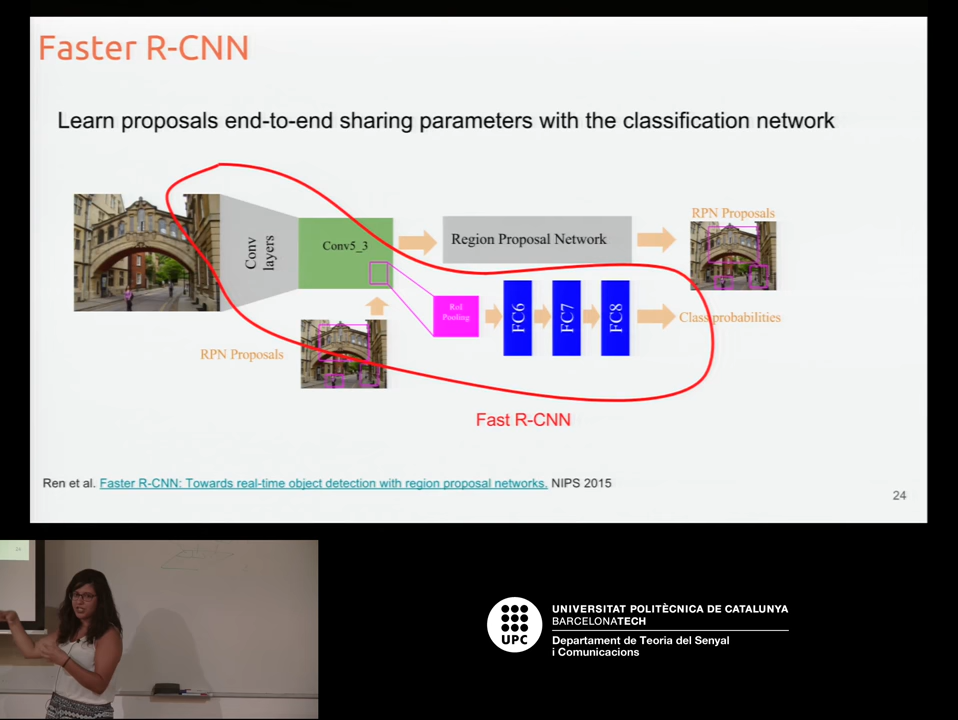 Faster R-CNN
Learn proposals end-to-end sharing parameters with the classification network
Conv
layers
Conv5_3
Region Proposal Network
RPN Proposals
RoI
Pooling
FC6
FC7
FC8
Class probabilities
RPN Proposals
Fast R-CNN
Ren et al. Faster R-CNN: Towards real-time object detection with region proposal networks. NIPS 2015
24
UPC
UNIVERSITAT POLITÈCNICA DE CATALUNYA
BARCELONATECH
Departament de Teoria del Senyal
i Comunicacions